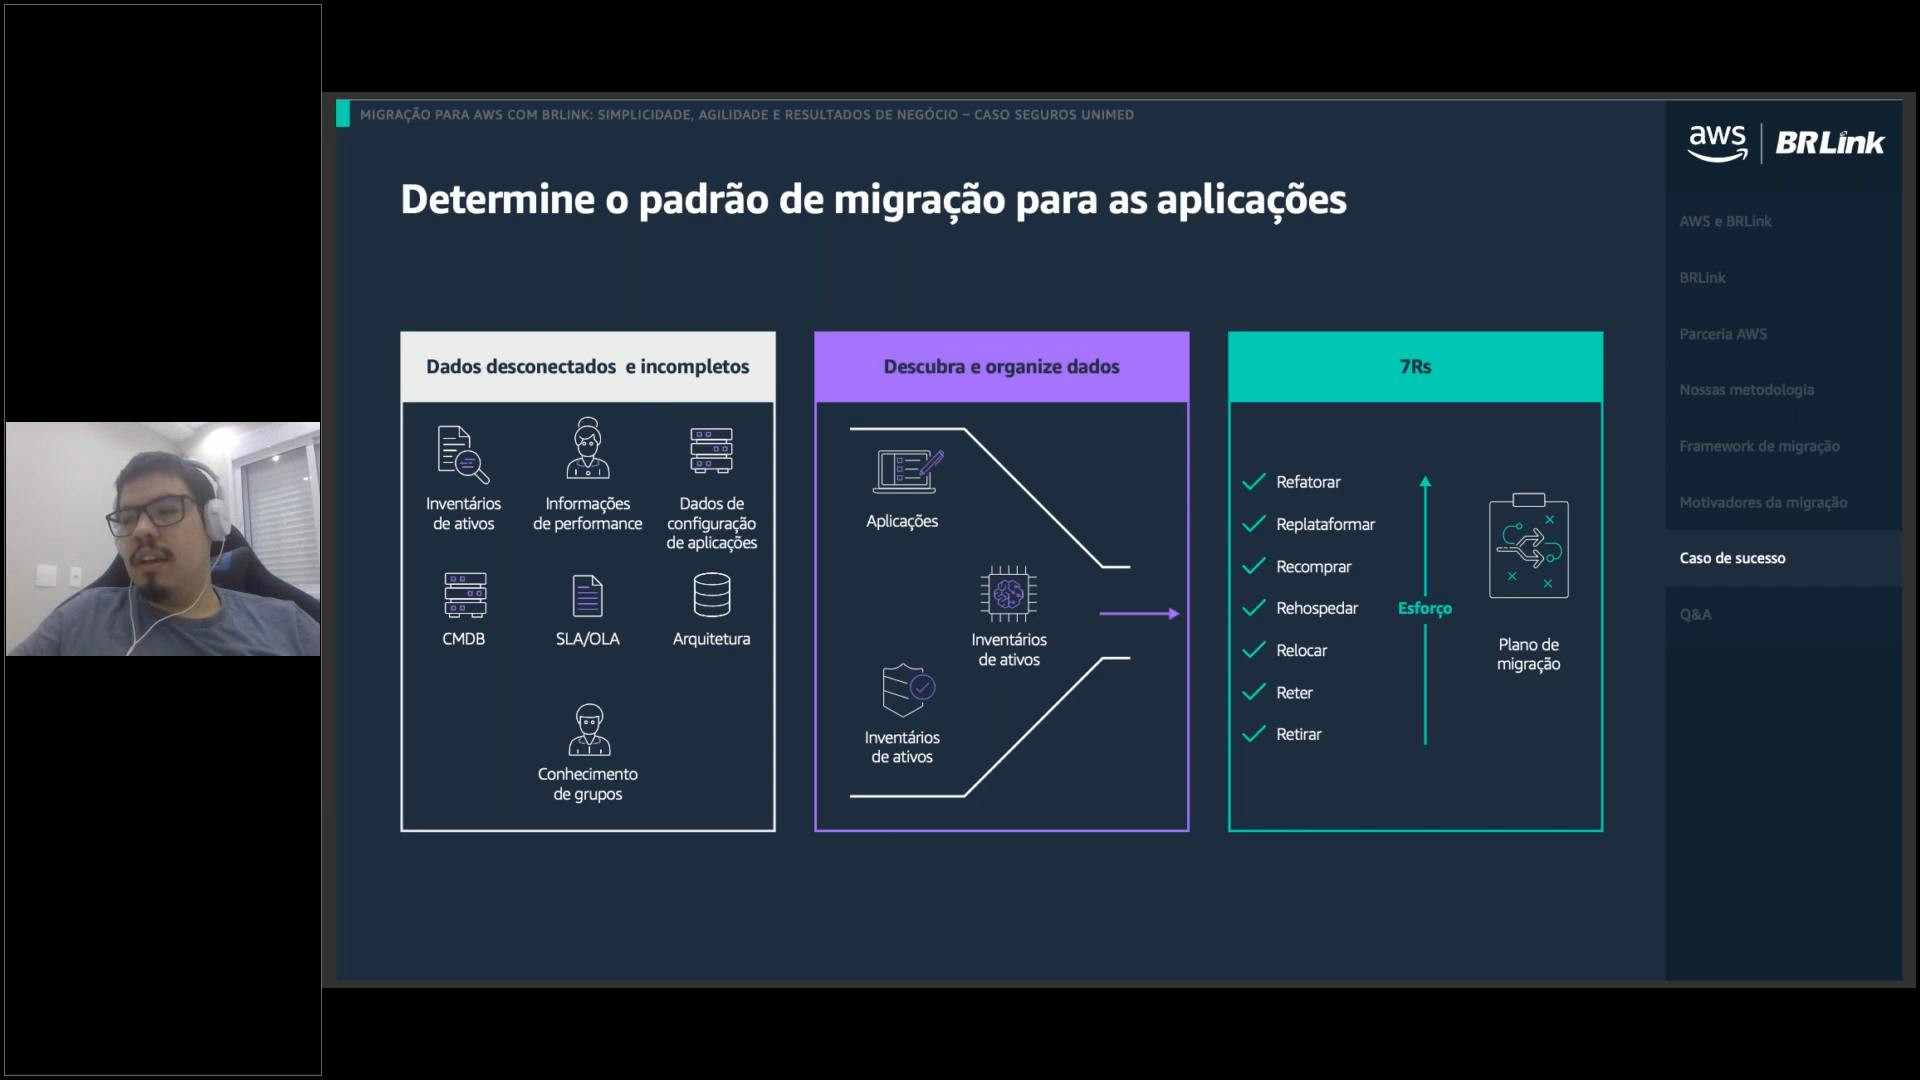 MIGRAÇÃO PARA AWS COM BRLINK: SIMPLICIDADE, AGILIDADE E RESULTADOS DE NEGÓCIO – CASO SEGUROS UNIMED
aws
BRLink
Determine o padrão de migração para as aplicações
Dados desconectados e incompletos
Inventários
de ativos
Informações
de performance
Dados de
configuração
de aplicações
CMDB
SLA/OLA
Arquitetura
Conhecimento
de grupos
Descubra e organize dados
Aplicações
Inventários
de ativos
Inventários
de ativos
7Rs
Refatorar
Replataformar
Recomprar
Rehospedar
Relocar
Reter
Retirar
Esforço
Plano de
migração
AWS e BRLink
BRLink
Parceria AWS
Nossas metodologia
Framework de migração
Motivadores da migração
Caso de sucesso
Q&A